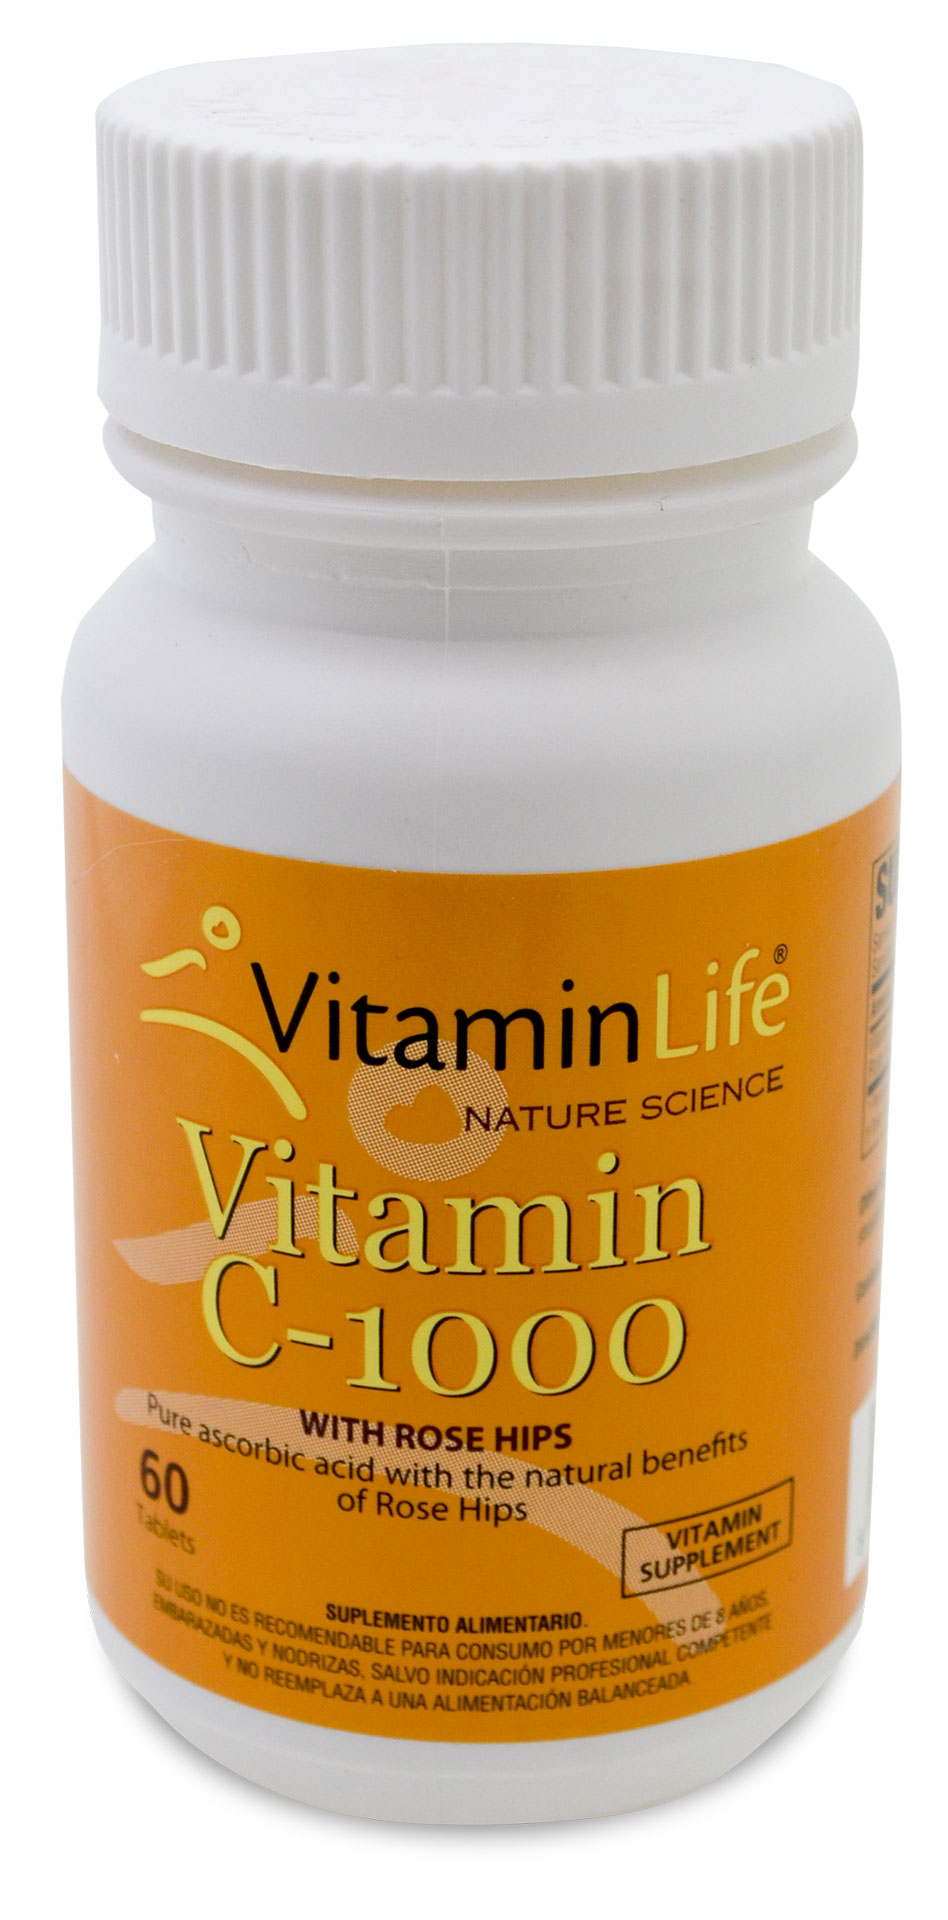 VitaminLife®
NATURE SCIENCE
Vitamin
C-1000
WITH ROSE HIPS
Pure ascorbic acid with the natural benefits
of Rose Hips
60
Tablets
VITAMIN
SUPPLEMENT
SUPLEMENTO ALIMENTARIO.
SU USO NO ES RECOMENDABLE PARA CONSUMO POR MENORES DE 8 AÑOS,
EMBARAZADAS Y NODRIZAS, SALVO INDICACIÓN PROFESIONAL COMPETENTE
Y NO REEMPLAZA A UNA ALIMENTACIÓN BALANCEADA